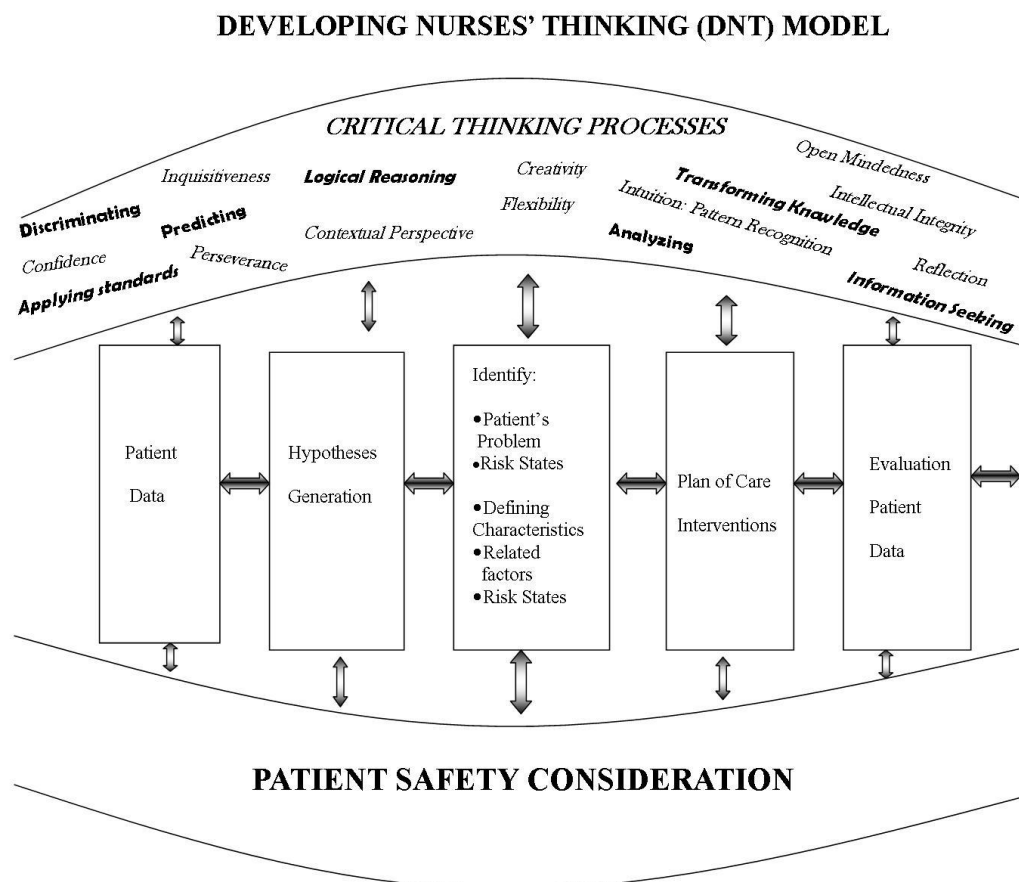 DEVELOPING NURSES' THINKING (DNT) MODEL
CRITICAL THINKING PROCESSES
Discriminating
Inquisitiveness
Predicting
Confidence
Perseverance
Applying standards
Logical Reasoning
Contextual Perspective
Creativity
Flexibility
Open Mindedness
Transforming Knowledge
Intellectual Integrity
Intuition: Pattern Recognition
Analyzing
Reflection
Information Seeking
Patient
Data
Hypotheses
Generation
Identify:
•Patient's
Problem
•Risk States
•Defining
Characteristics
•Related
factors
•Risk States
Plan of Care
Interventions
Evaluation
Patient
Data
PATIENT SAFETY CONSIDERATION